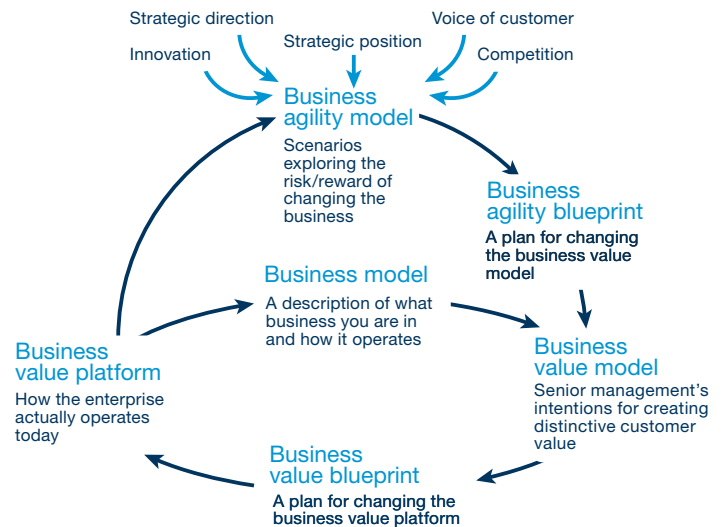 Strategic direction
Voice of customer
Strategic position
Innovation
Competition
Business
agility model
Scenarios
exploring the
risk/reward of
changing the
business
Business
agility blueprint
A plan for changing
the business value
model
Business model
A description of what
business you are in
and how it operates
Business
value platform
How the enterprise
actually operates
today
Business
value model
Senior management’s
intentions for creating
distinctive customer
value
Business
value blueprint
A plan for changing the
business value platform